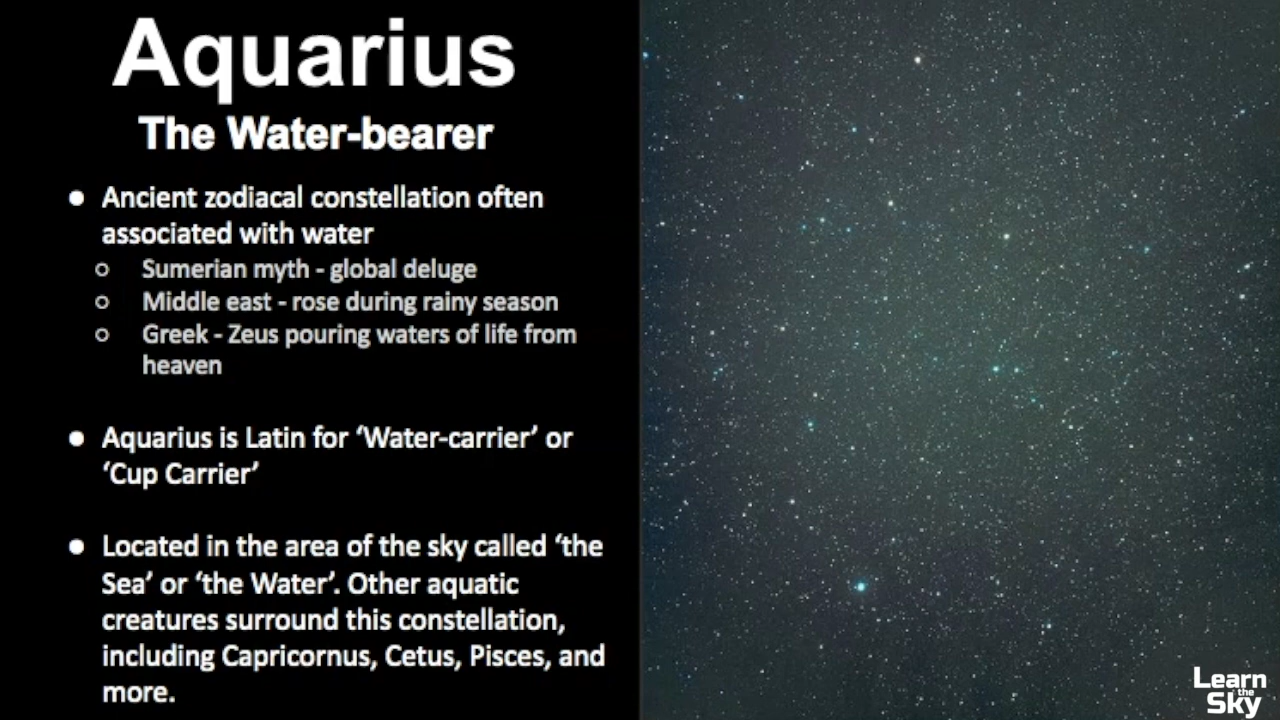 Aquarius
The Water-bearer
● Ancient zodiacal constellation often
associated with water
○ Sumerian myth - global deluge
○ Middle east - rose during rainy season
○ Greek - Zeus pouring waters of life from
heaven
● Aquarius is Latin for ‘Water-carrier’ or
‘Cup Carrier’
● Located in the area of the sky called ‘the
Sea’ or ‘the Water’. Other aquatic
creatures surround this constellation,
including Capricornus, Cetus, Pisces, and
more.
Learn
the
Sky